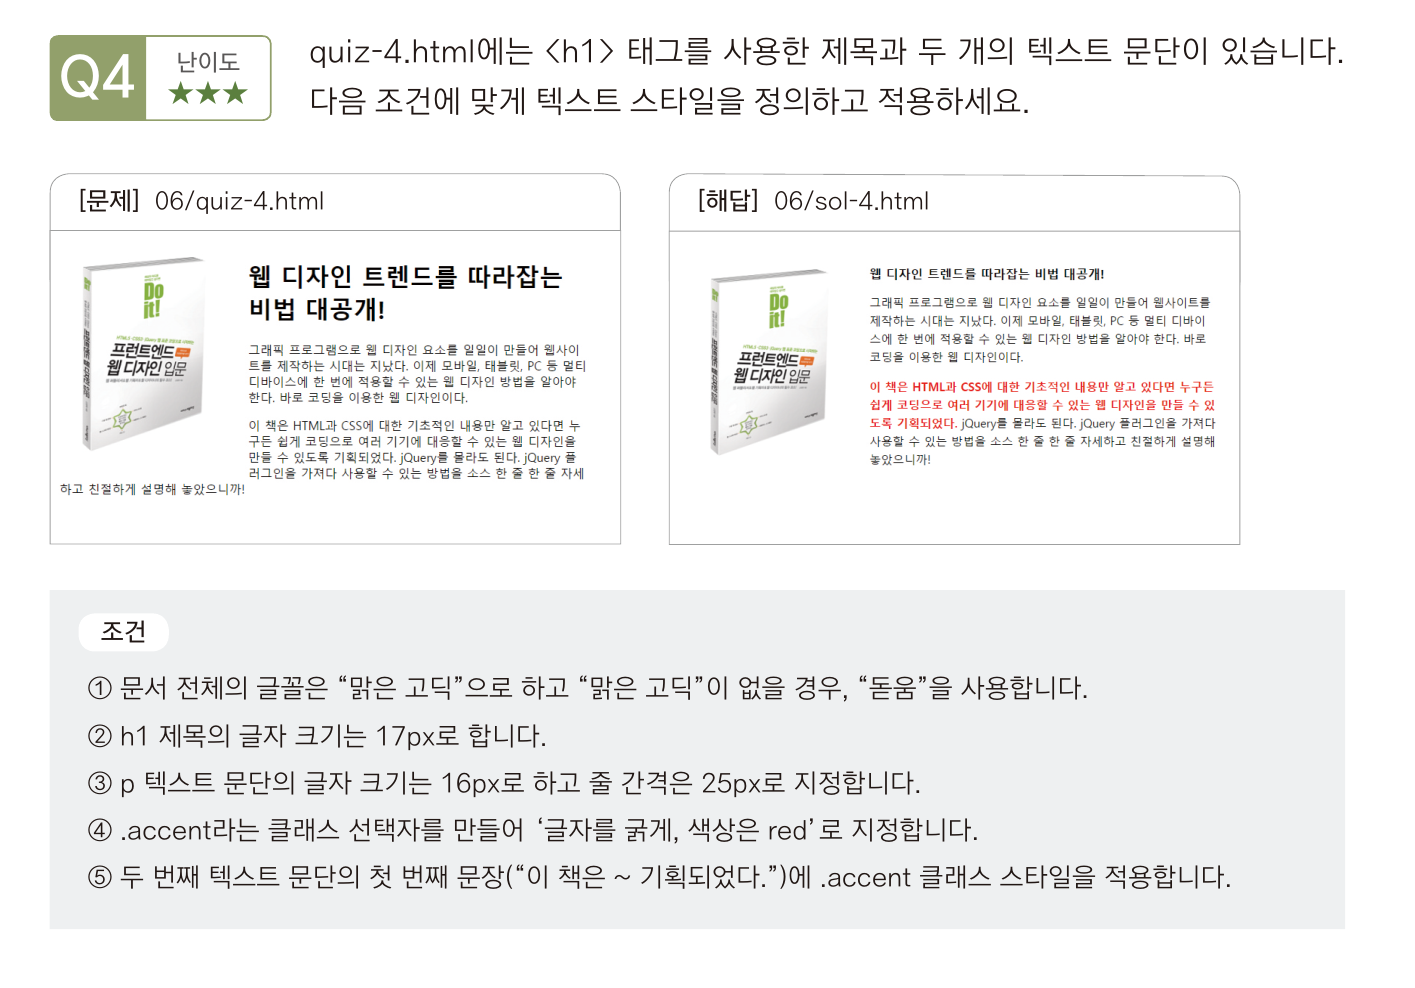 Q4
난이도
★★★
quiz-4.html에는 <h1> 태그를 사용한 제목과 두 개의 텍스트 문단이 있습니다.
다음 조건에 맞게 텍스트 스타일을 정의하고 적용하세요.
[문제] 06/quiz-4.html
Do
it!
프런트엔드
웹 디자인 입문
웹 디자인 트렌드를 따라잡는
비법 대공개!
그래픽 프로그램으로 웹 디자인 요소를 일일이 만들어 웹사이
트를 제작하는 시대는 지났다. 이제 모바일, 태블릿, PC 등 멀티
디바이스에 한 번에 적용할 수 있는 웹 디자인 방법을 알아야
한다. 바로 코딩을 이용한 웹 디자인이다.
이 책은 HTML과 CSS에 대한 기초적인 내용만 알고 있다면 누
구든 쉽게 코딩으로 여러 기기에 대응할 수 있는 웹 디자인을
만들 수 있도록 기획되었다. jQuery를 몰라도 된다. jQuery 플
러그인을 가져다 사용할 수 있는 방법을 소스 한 줄 한 줄 자세
하고 친절하게 설명해 놓았으니까!
[해답] 06/sol-4.html
Do
it!
프런트엔드
웹 디자인 입문
웹 디자인 트렌드를 따라잡는 비법 대공개!
그래픽 프로그램으로 웹 디자인 요소를 일일이 만들어 웹사이트를
제작하는 시대는 지났다. 이제 모바일, 태블릿, PC 등 멀티 디바이
스에 한 번에 적용할 수 있는 웹 디자인 방법을 알아야 한다. 바로
코딩을 이용한 웹 디자인이다.
이 책은 HTML과 CSS에 대한 기초적인 내용만 알고 있다면 누구든
쉽게 코딩으로 여러 기기에 대응할 수 있는 웹 디자인을 만들 수 있
도록 기획되었다. jQuery를 몰라도 된다. jQuery 플러그인을 가져다
사용할 수 있는 방법을 소스 한 줄 한 줄 자세하고 친절하게 설명해
놓았으니까!
조건
① 문서 전체의 글꼴은 “맑은 고딕”으로 하고 “맑은 고딕”이 없을 경우, “돋움”을 사용합니다.
② h1 제목의 글자 크기는 17px로 합니다.
③ p 텍스트 문단의 글자 크기는 16px로 하고 줄 간격은 25px로 지정합니다.
④ .accent라는 클래스 선택자를 만들어 ‘글자를 굵게, 색상은 red’로 지정합니다.
⑤ 두 번째 텍스트 문단의 첫 번째 문장(“이 책은 ~ 기획되었다.”)에 .accent 클래스 스타일을 적용합니다.